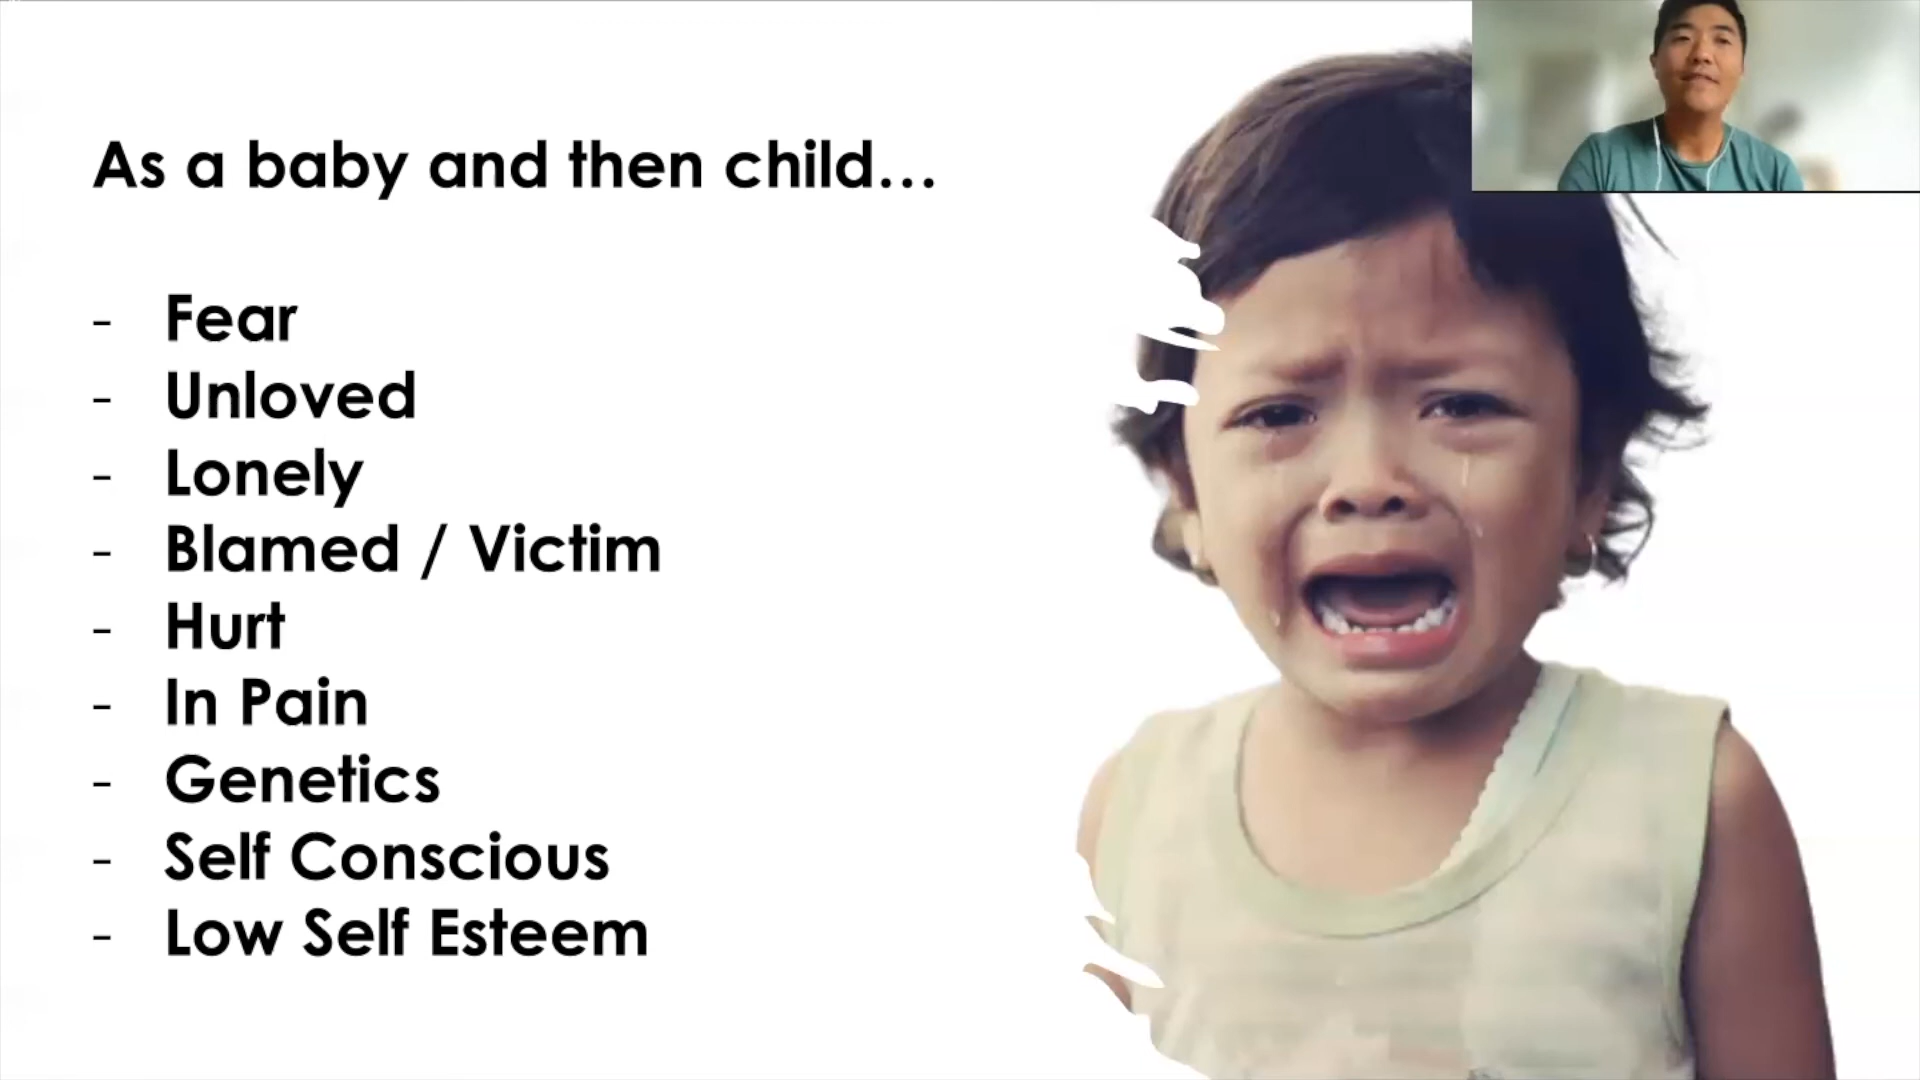 As a baby and then child…
- Fear
- Unloved
- Lonely
- Blamed / Victim
- Hurt
- In Pain
- Genetics
- Self Conscious
- Low Self Esteem